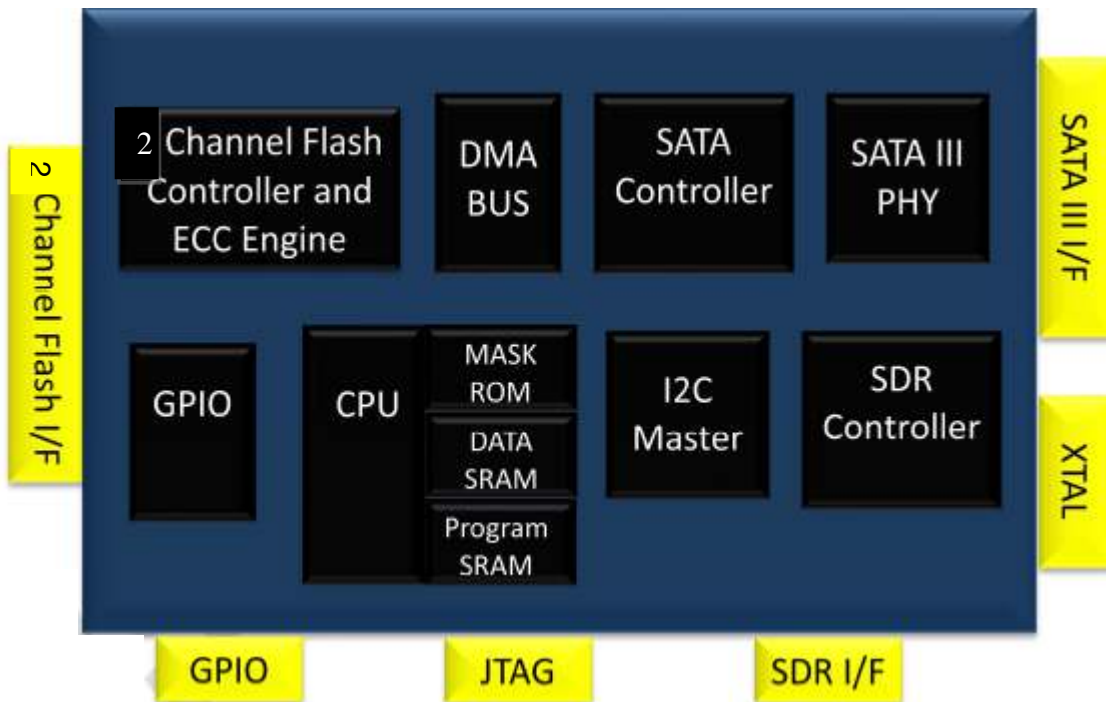 2 Channel Flash
Controller and
ECC Engine
DMA
BUS
SATA
Controller
SATA III
PHY
GPIO
CPU
MASK
ROM
DATA
SRAM
Program
SRAM
I2C
Master
SDR
Controller
2 Channel Flash I/F
SATA III I/F
XTAL
GPIO
JTAG
SDR I/F